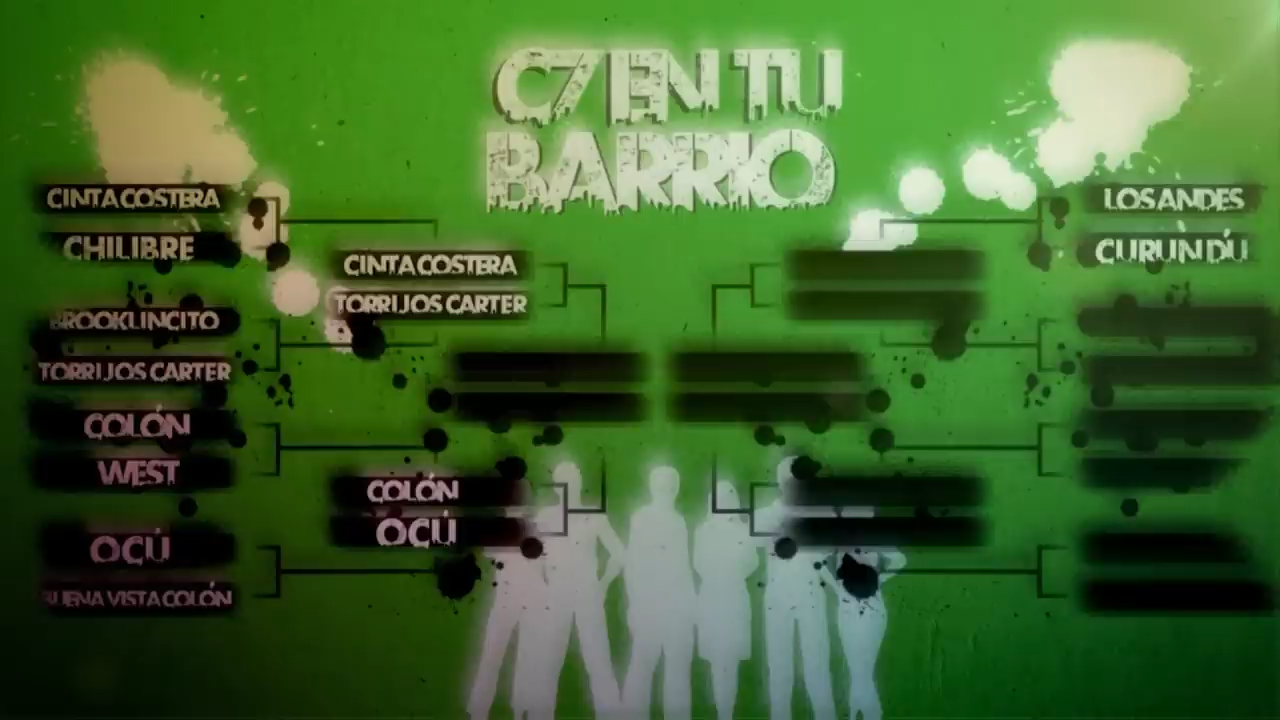 C7 EN TU
BARRIO
CINTA COSTERA
CHILIBRE
BROOKLINCITO
TORRIJOS CARTER
COLÓN
WEST
OCÚ
BUENA VISTA COLÓN
CINTA COSTERA
TORRIJOS CARTER
COLÓN
OCÚ
LOS ANDES
CURUNDÚ